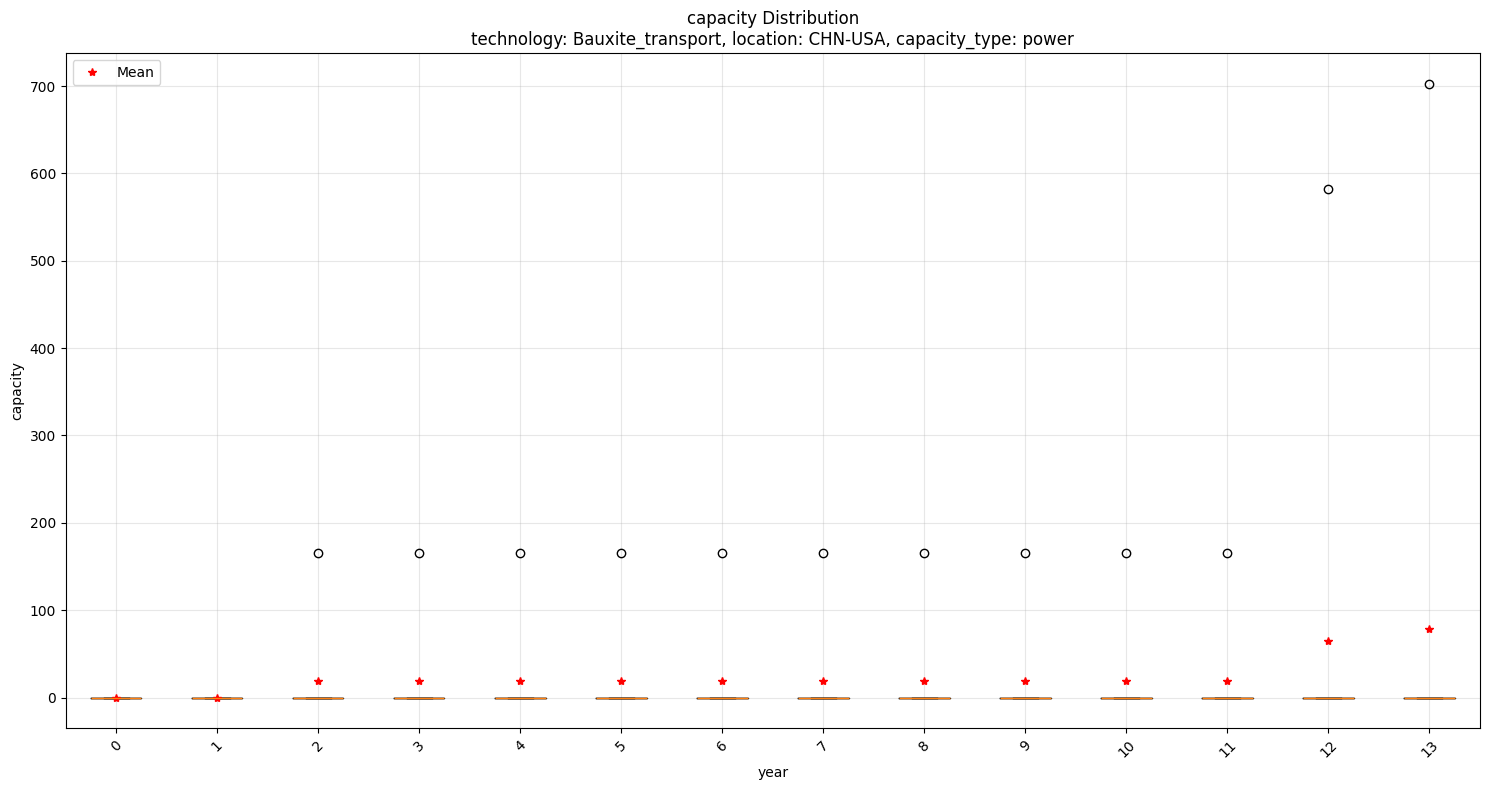 capacity Distribution
technology: Bauxite_transport, location: CHN-USA, capacity_type: power
Mean
700
600
500
400
300
200
100
0
capacity
0 1 2 3 4 5 6 7 8 9 10 11 12 13
year